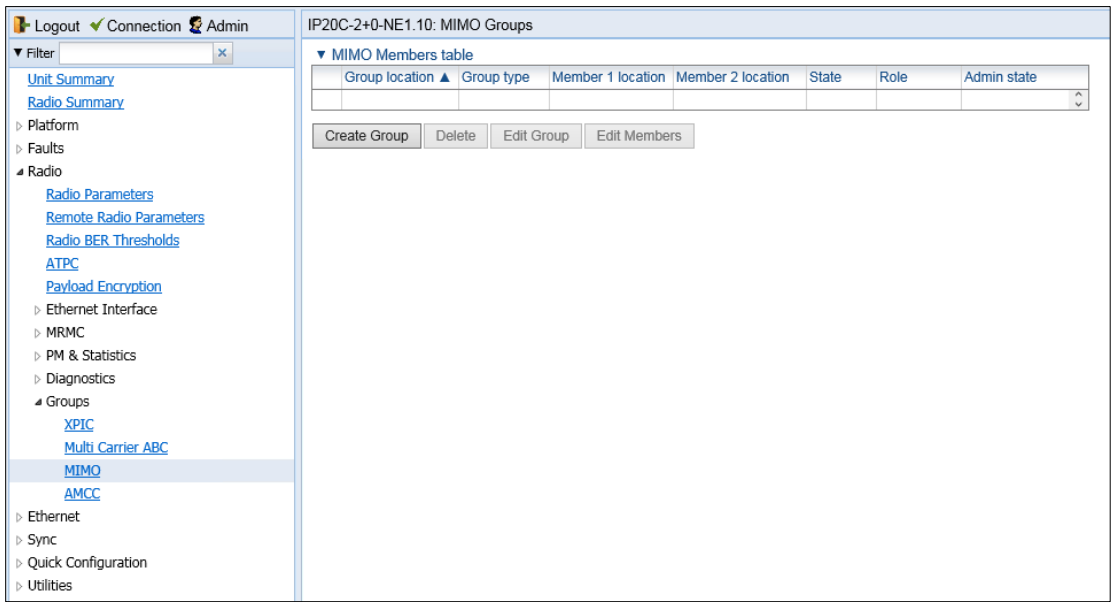 Logout Connection Admin
Filter
Unit Summary
Radio Summary
Platform
Faults
Radio
Radio Parameters
Remote Radio Parameters
Radio BER Thresholds
ATPC
Payload Encryption
Ethernet Interface
MRMC
PM & Statistics
Diagnostics
Groups
XPIC
Multi Carrier ABC
MIMO
AMCC
Ethernet
Sync
Quick Configuration
Utilities
IP20C-2+0-NE1.10: MIMO Groups
MIMO Members table
Group location ▲ Group type Member 1 location Member 2 location State Role Admin state
Create Group Delete Edit Group Edit Members